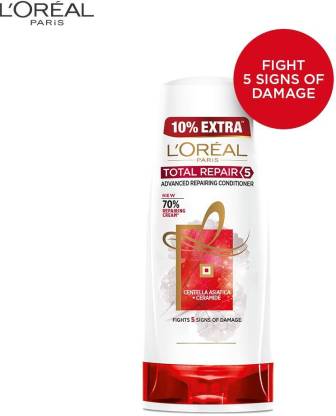 L'ORÉAL
PARIS
FIGHT
5 SIGNS OF
DAMAGE
10% EXTRA^
L'ORÉAL
PARIS
TOTAL REPAIR 5
ADVANCED REPAIRING CONDITIONER
NEW
70%
REPAIRING
CREAM*
CENTELLA ASIATICA
+ CERAMIDE
FIGHTS 5 SIGNS OF DAMAGE